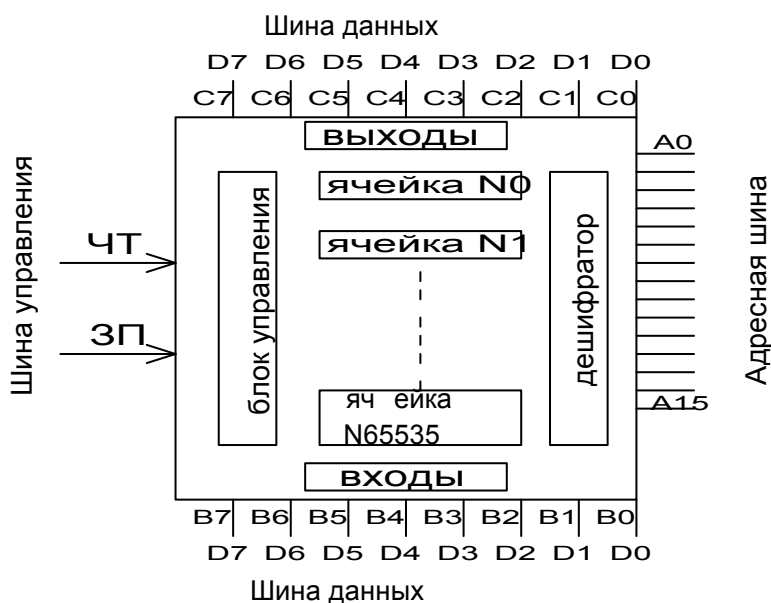 Шина данных
D7 D6 D5 D4 D3 D2 D1 D0
C7 C6 C5 C4 C3 C2 C1 C0
ВЫХОДЫ
A0
ячейка N0
ячейка N1
Шина управления
ЧТ
ЗП
блок управления
дешифратор
Адресная шина
яч ейка
N65535
A15
ВХОДЫ
B7 B6 B5 B4 B3 B2 B1 B0
D7 D6 D5 D4 D3 D2 D1 D0
Шина данных